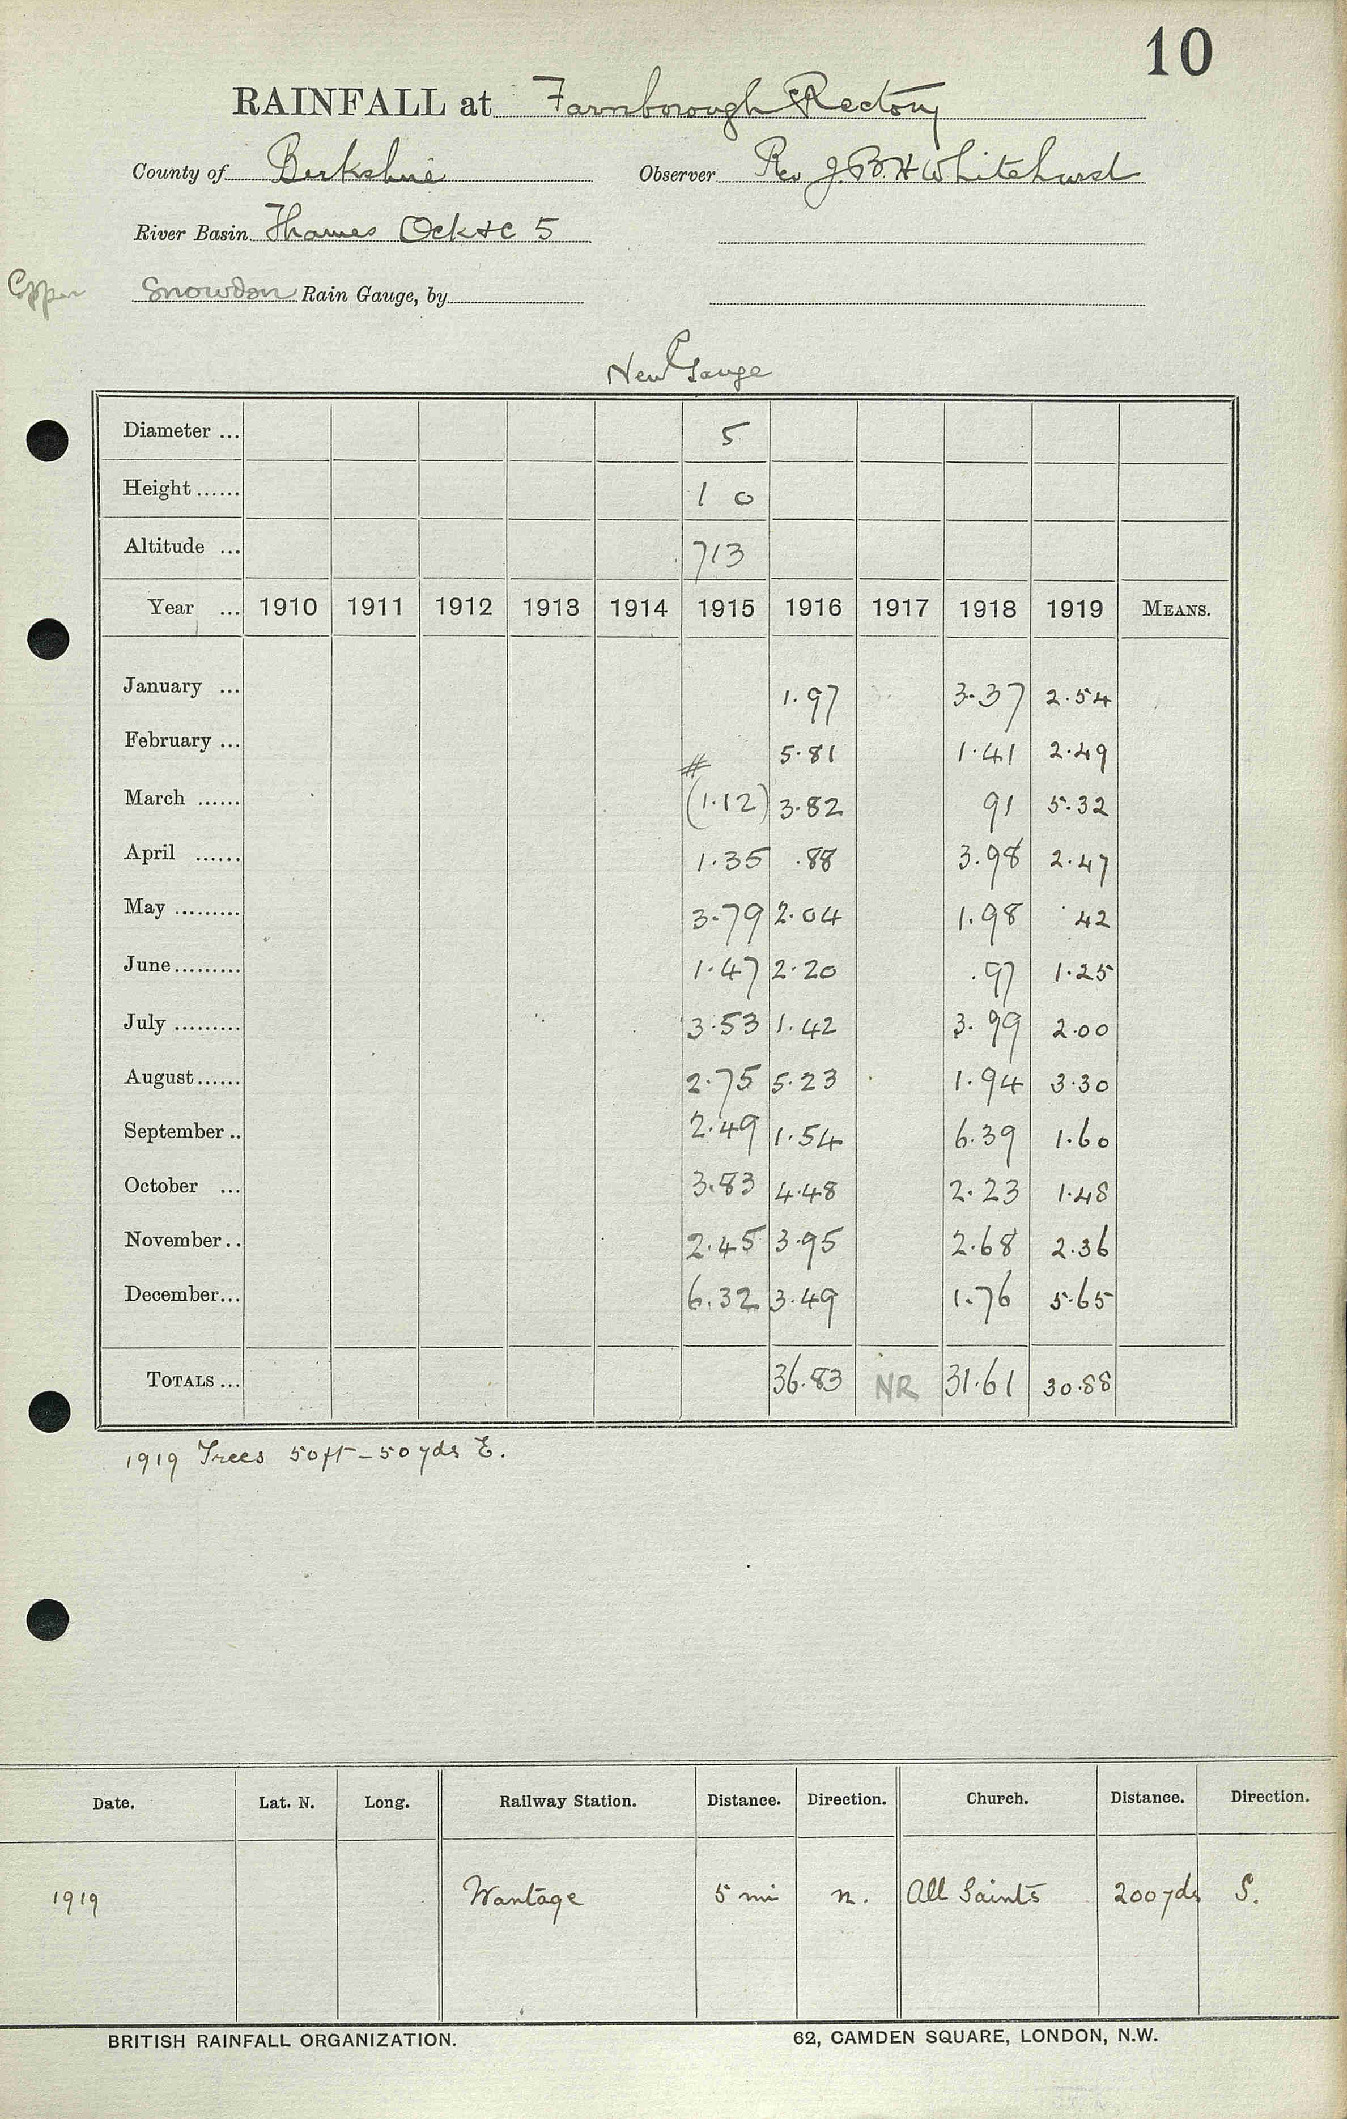 10
RAINFALL at Farnborough Rectory
County of Berkshire Observer Rev J. B. H Whitehurst
River Basin Thames Ock &c 5
Copper Snowdon Rain Gauge, by
New Gauge
Diameter ... 5
Height ...... 1 0
Altitude ... 713
Year ... 1910 1911 1912 1913 1914 1915 1916 1917 1918 1919 MEANS.
January ... 1.97 3.37 2.54
February ... 5.81 1.41 2.49
March ...... # (1.12) 3.82 91 5.32
April ...... 1.35 .88 3.98 2.47
May ......... 3.79 2.04 1.98 .42
June ......... 1.47 2.20 .97 1.25
July ......... 3.53 1.42 3.99 2.00
August ...... 2.75 5.23 1.94 3.30
September .. 2.49 1.54 6.39 1.60
October ... 3.83 4.48 2.23 1.48
November .. 2.45 3.95 2.68 2.36
December ... 6.32 3.49 1.76 5.65
TOTALS ... 36.83 NR 31.61 30.88
1919 Trees 50ft - 50 yds E.
Date. Lat. N. Long. Railway Station. Distance. Direction. Church. Distance. Direction.
1919 Wantage 5 mi n. All Saints 200 yds S.
BRITISH RAINFALL ORGANIZATION. 62, CAMDEN SQUARE, LONDON, N.W.